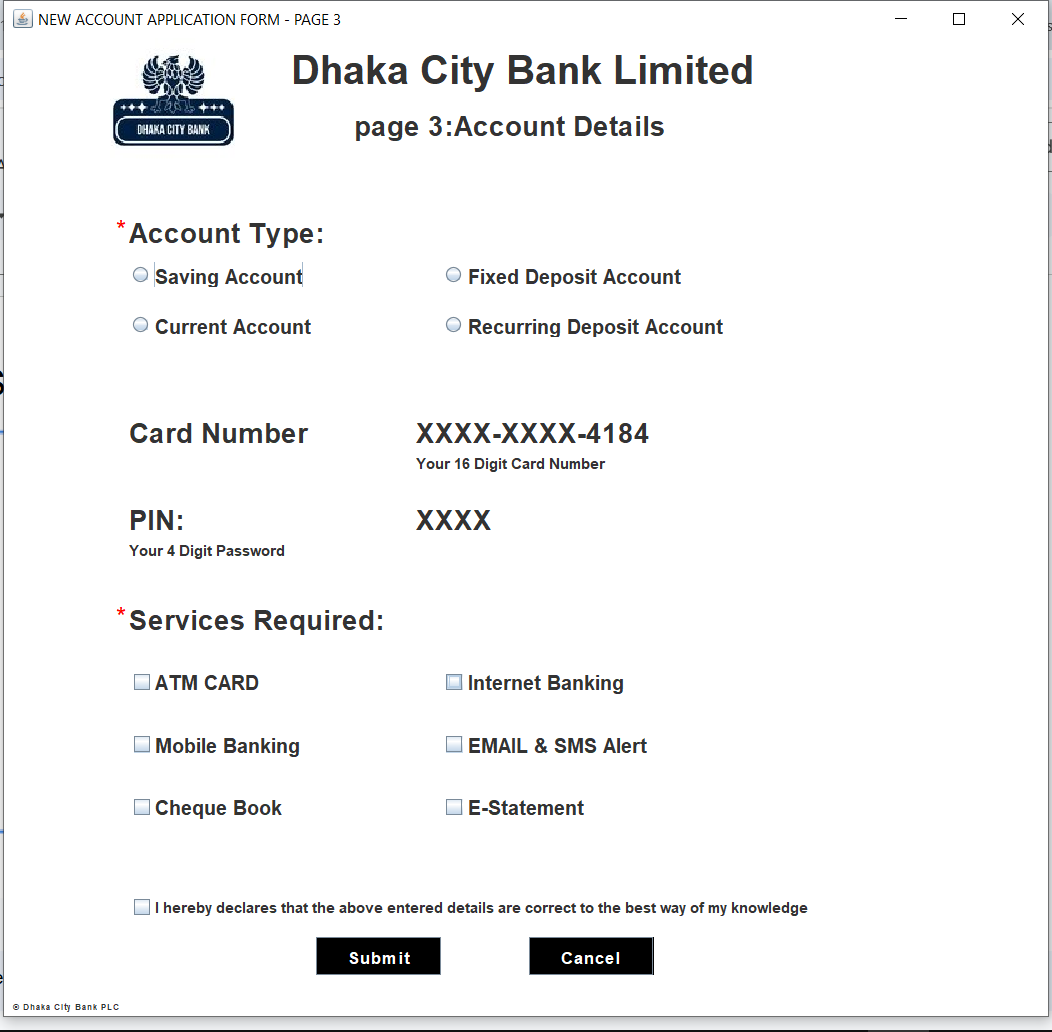 NEW ACCOUNT APPLICATION FORM - PAGE 3
Dhaka City Bank Limited
DHAKA CITY BANK
page 3:Account Details
*Account Type:
Saving Account Fixed Deposit Account
Current Account Recurring Deposit Account
Card Number XXXX-XXXX-4184
Your 16 Digit Card Number
PIN: XXXX
Your 4 Digit Password
*Services Required:
ATM CARD Internet Banking
Mobile Banking EMAIL & SMS Alert
Cheque Book E-Statement
I hereby declares that the above entered details are correct to the best way of my knowledge
Submit Cancel
© Dhaka City Bank PLC